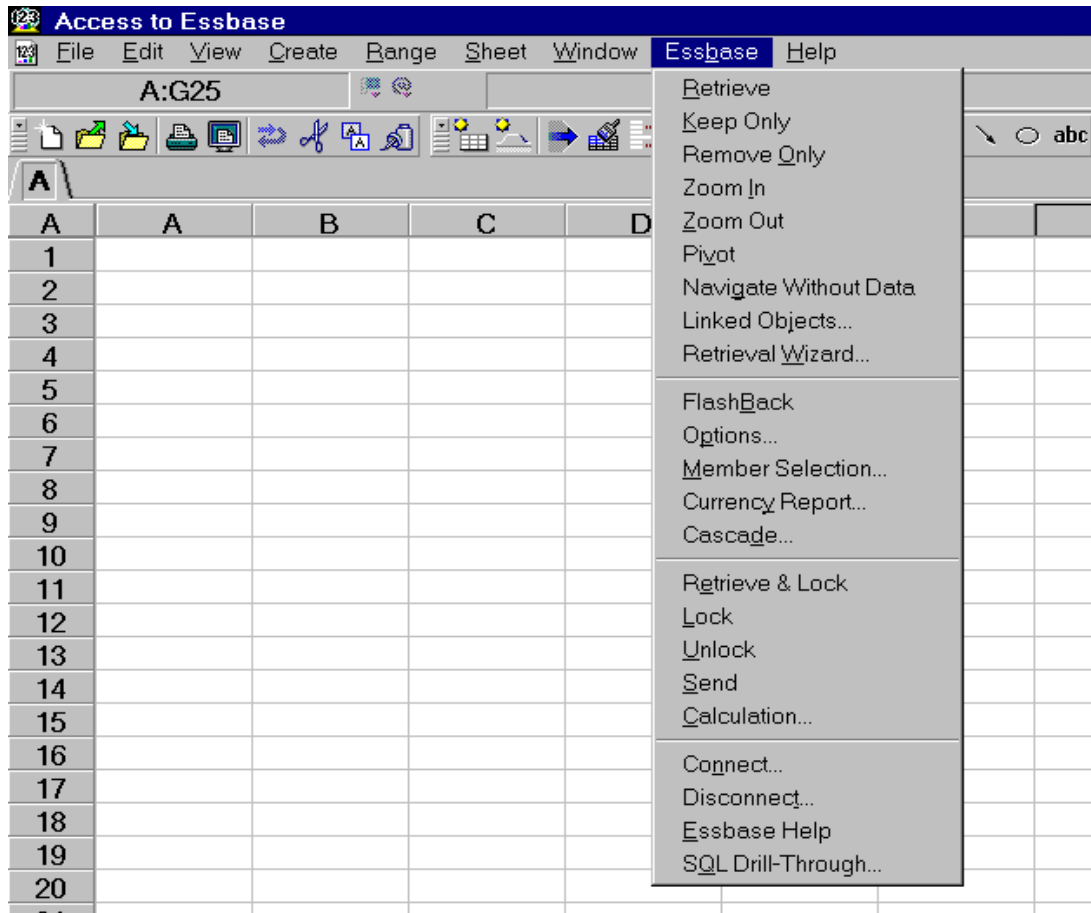 Access to Essbase
File Edit View Create Range Sheet Window Essbase Help
A:G25
abc
A
A A B C D
1
2
3
4
5
6
7
8
9
10
11
12
13
14
15
16
17
18
19
20
Retrieve
Keep Only
Remove Only
Zoom In
Zoom Out
Pivot
Navigate Without Data
Linked Objects...
Retrieval Wizard...
FlashBack
Options...
Member Selection...
Currency Report...
Cascade...
Retrieve & Lock
Lock
Unlock
Send
Calculation...
Connect...
Disconnect...
Essbase Help
SQL Drill-Through...